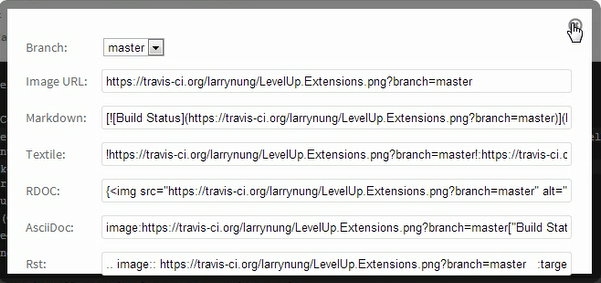 Branch: master
Image URL: https://travis-ci.org/larrynung/LevelUp.Extensions.png?branch=master
Markdown: [![Build Status](https://travis-ci.org/larrynung/LevelUp.Extensions.png?branch=master)](
Textile: !https://travis-ci.org/larrynung/LevelUp.Extensions.png?branch=master!:https://travis-ci.c
RDOC: {<img src="https://travis-ci.org/larrynung/LevelUp.Extensions.png?branch=master" alt="
AsciiDoc: image:https://travis-ci.org/larrynung/LevelUp.Extensions.png?branch=master["Build Stat
Rst: .. image:: https://travis-ci.org/larrynung/LevelUp.Extensions.png?branch=master :targe